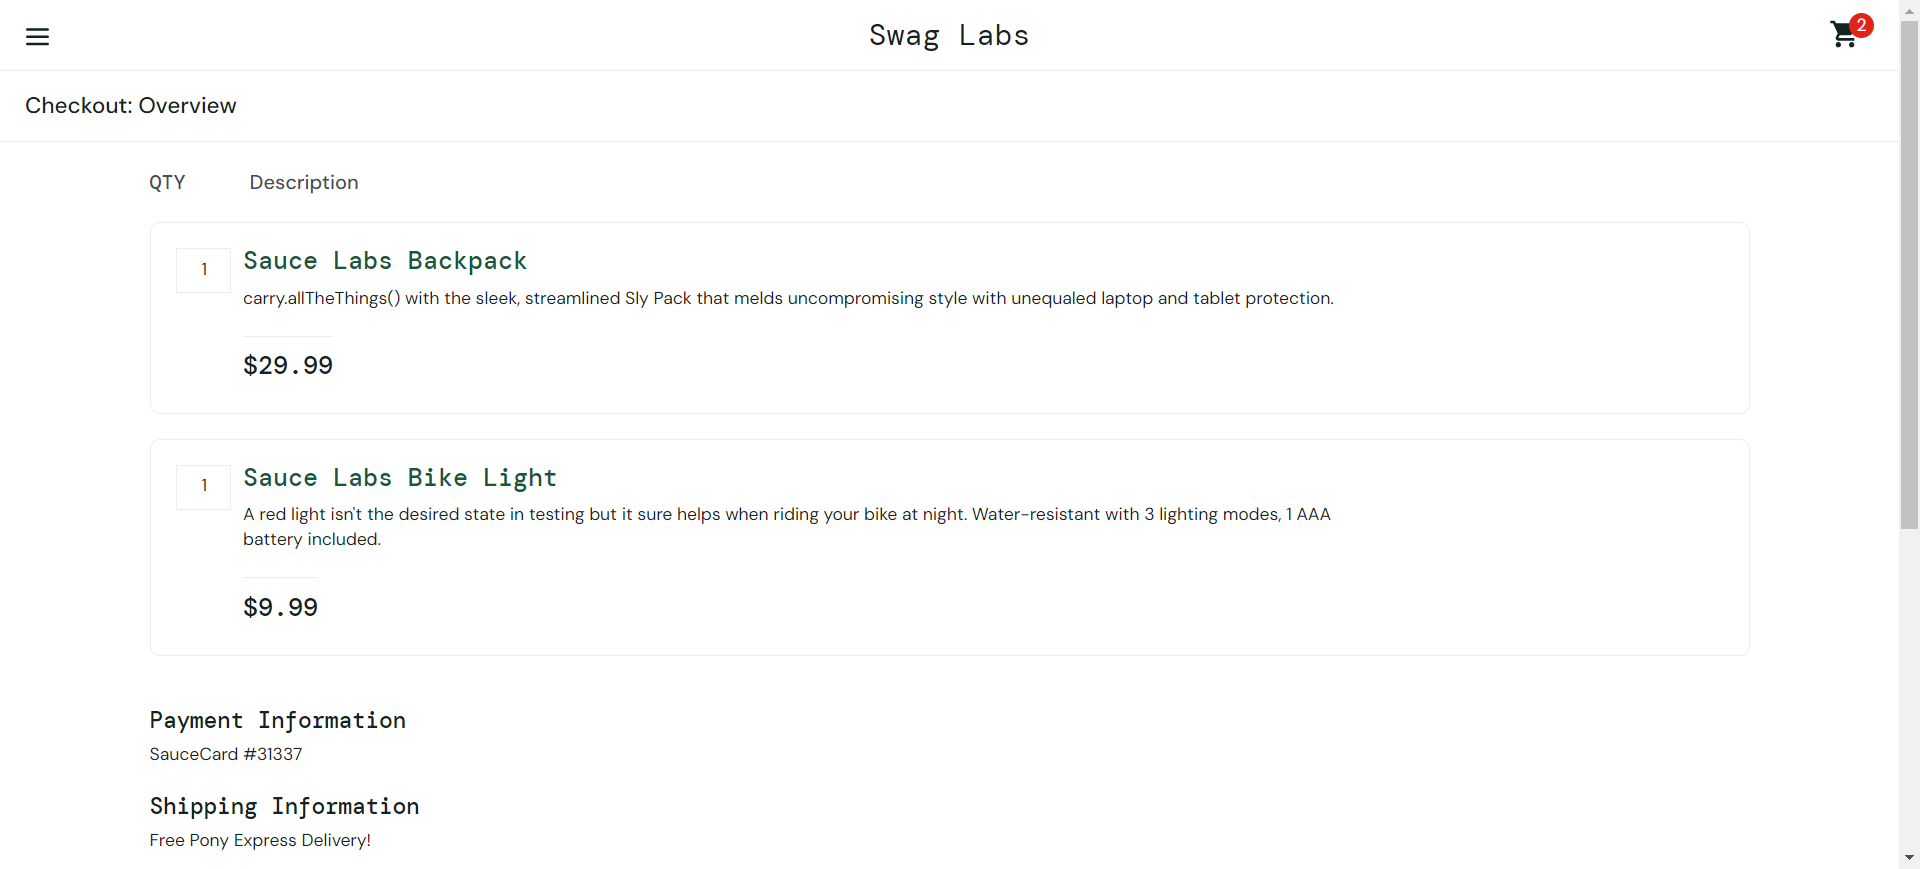 Swag Labs
2
Checkout: Overview
QTY Description
1
Sauce Labs Backpack
carry.allTheThings() with the sleek, streamlined Sly Pack that melds uncompromising style with unequaled laptop and tablet protection.
$29.99
1
Sauce Labs Bike Light
A red light isn't the desired state in testing but it sure helps when riding your bike at night. Water-resistant with 3 lighting modes, 1 AAA
battery included.
$9.99
Payment Information
SauceCard #31337
Shipping Information
Free Pony Express Delivery!